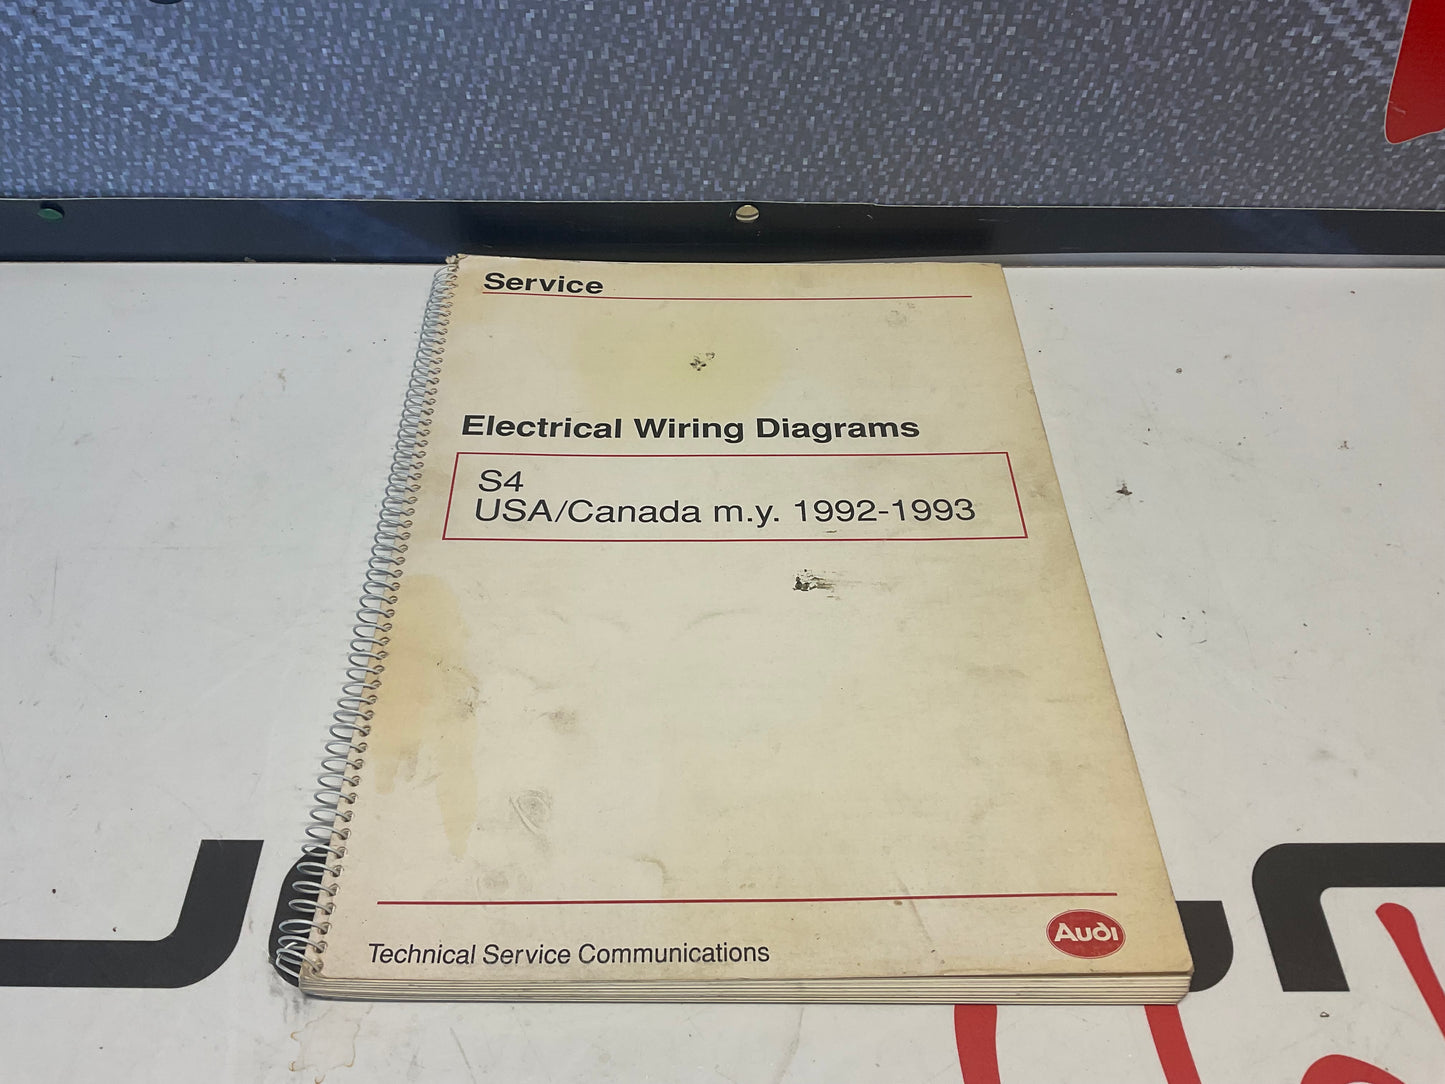 Service
Electrical Wiring Diagrams
S4
USA/Canada m.y. 1992-1993
Technical Service Communications
Audi